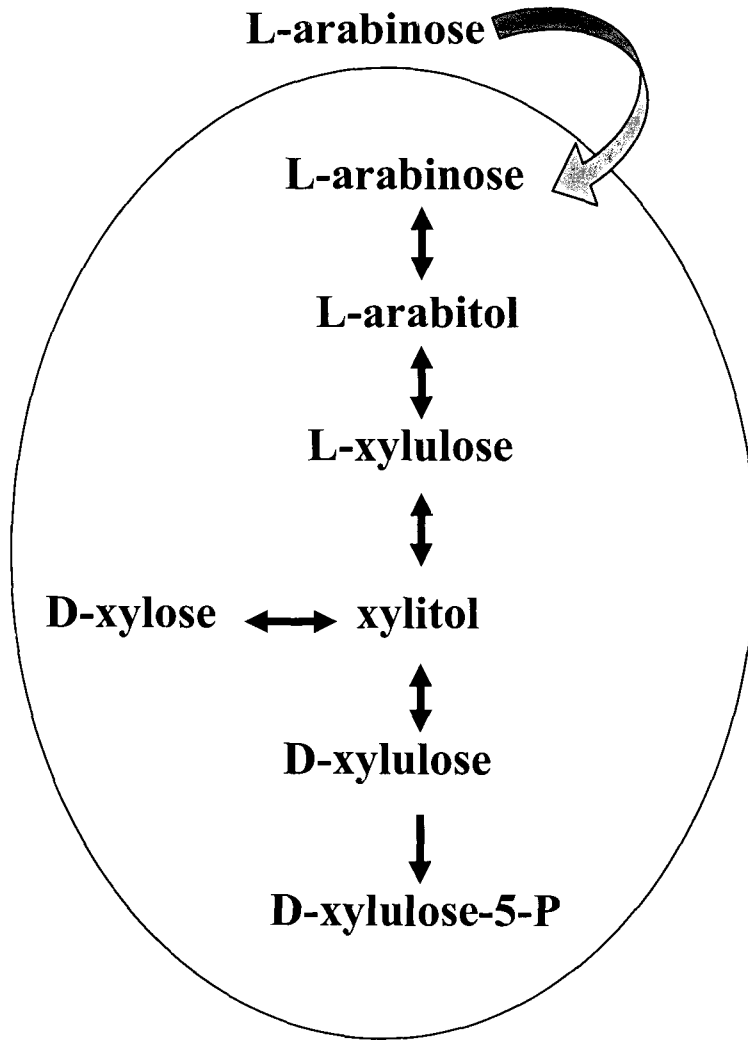 L-arabinose
L-arabinose
L-arabitol
L-xylulose
D-xylose xylitol
D-xylulose
D-xylulose-5-P